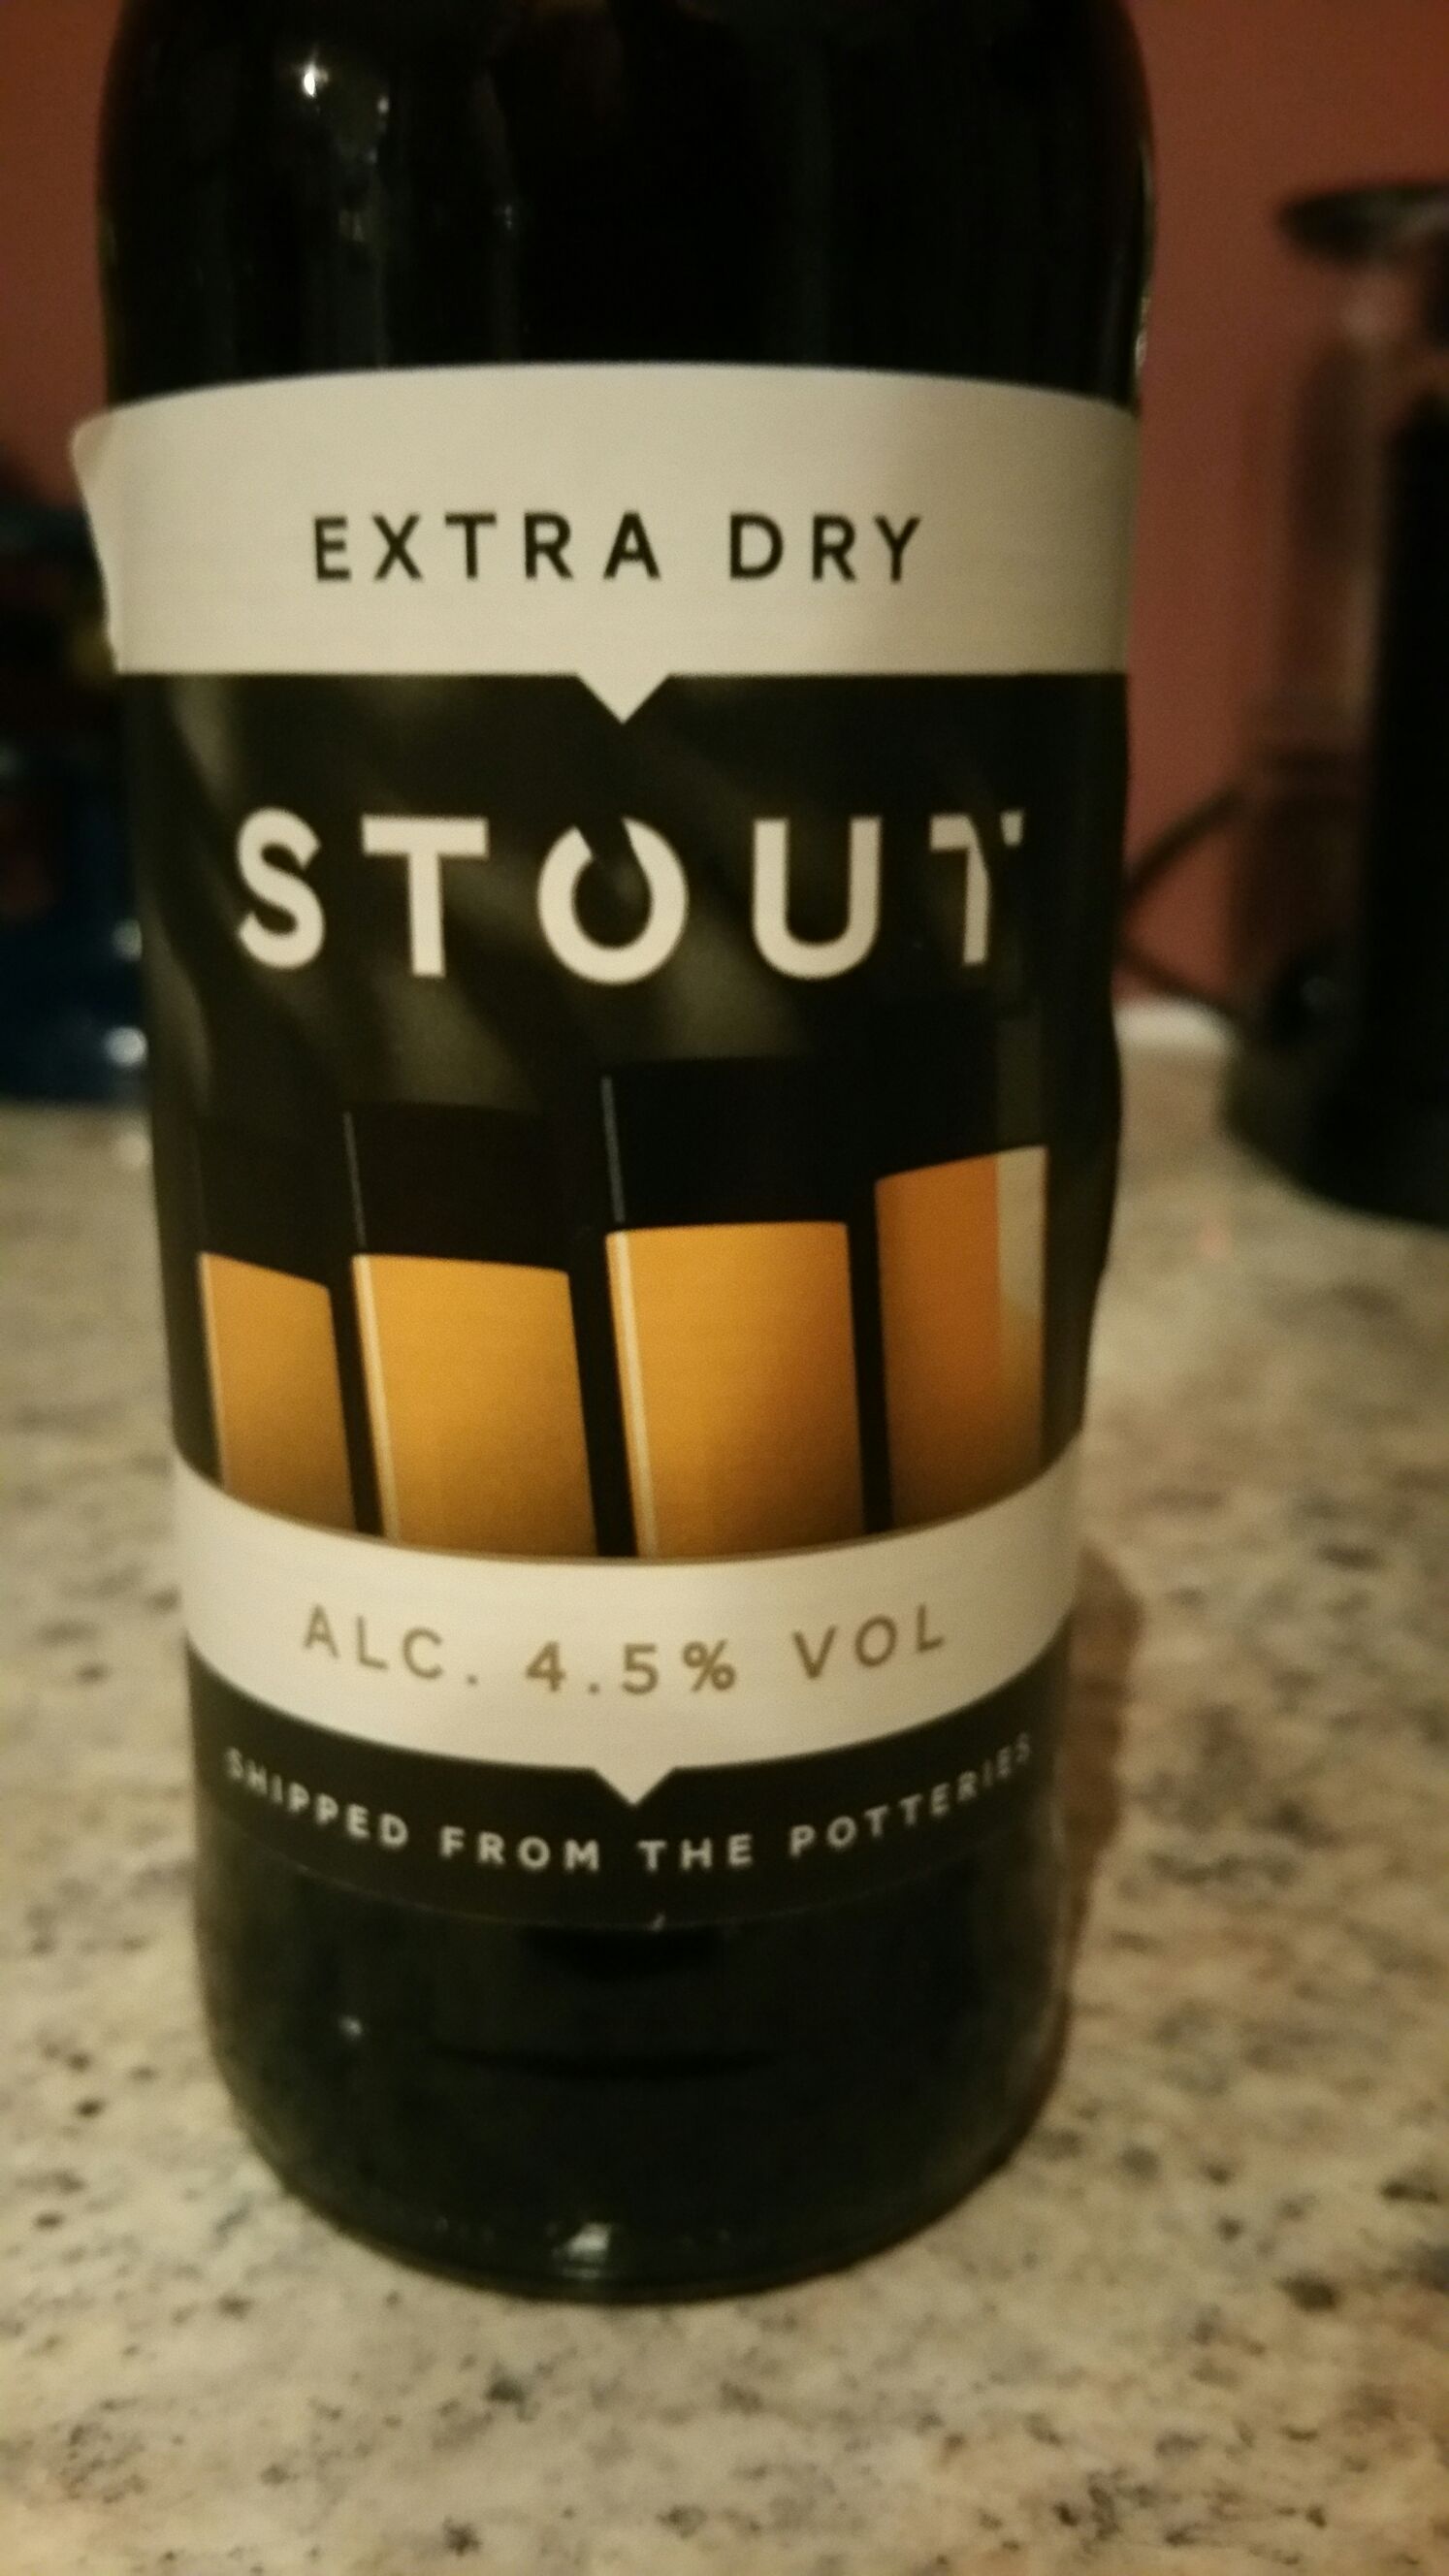 EXTRA DRY
STOUT
ALC. 4.5% VOL
SHIPPED FROM THE POTTERIES